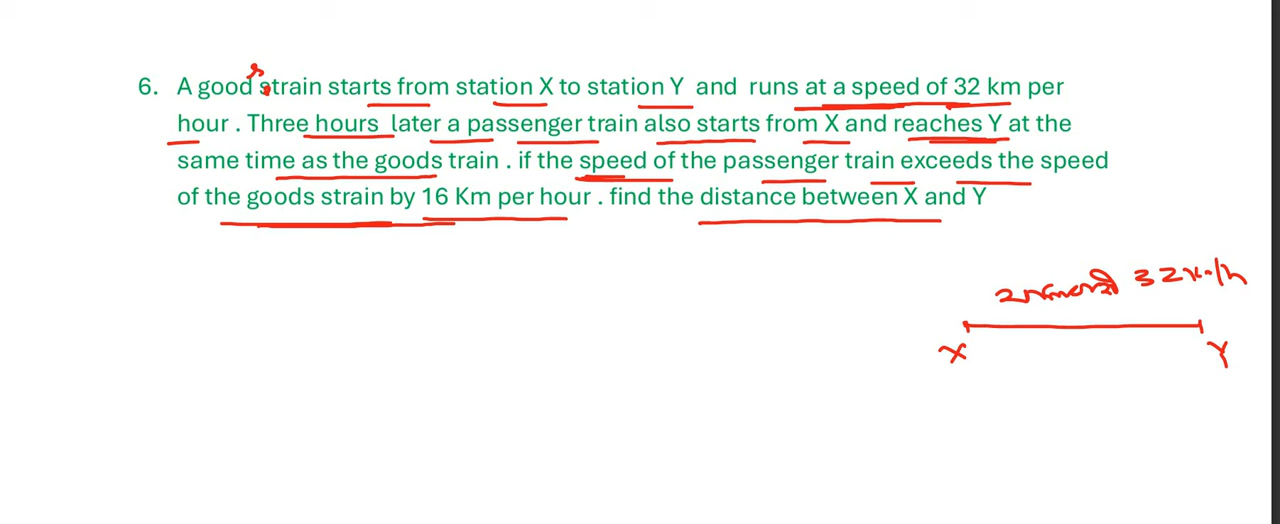 6. A good strain starts from station X to station Y and runs at a speed of 32 km per
hour . Three hours later a passenger train also starts from X and reaches Y at the
same time as the goods train . if the speed of the passenger train exceeds the speed
of the goods strain by 16 Km per hour . find the distance between X and Y
32 km/h
X Y